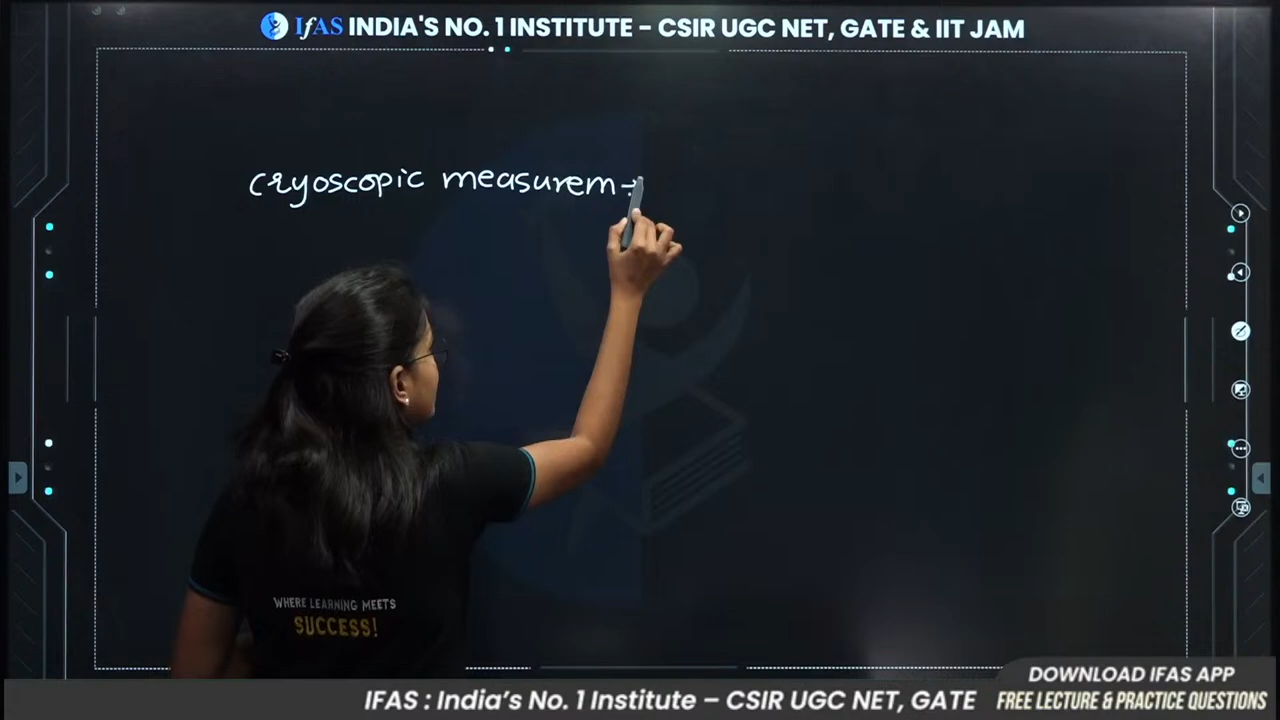 IfAS INDIA'S NO. 1 INSTITUTE – CSIR UGC NET, GATE & IIT JAM
cryoscopic measurem
WHERE LEARNING MEETS
SUCCESS!
DOWNLOAD IFAS APP
IFAS : India's No. 1 Institute – CSIR UGC NET, GATE
FREE LECTURE & PRACTICE QUESTIONS